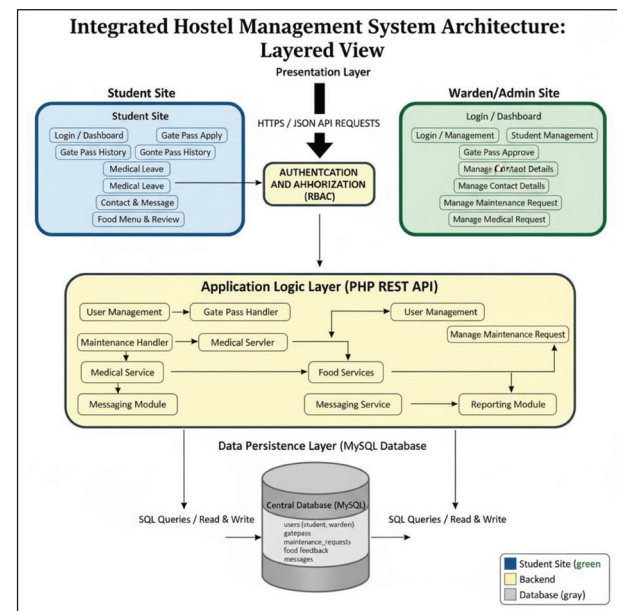 Integrated Hostel Management System Architecture:
Layered View
Presentation Layer
Student Site
Student Site
Login / Dashboard
Gate Pass Apply
Gate Pass History
Gonte Pass History
Medical Leave
Medical Leave
Contact & Message
Food Menu & Review
HTTPS / JSON API REQUESTS
AUTHENTCATION
AND AHHORIZATION
(RBAC)
Warden/Admin Site
Login / Dashboard
Login / Management
Student Management
Gate Pass Approve
Manage Details
Manage Contact Details
Manage Maintenance Request
Manage Medical Request
Application Logic Layer (PHP REST API)
User Management
Gate Pass Handler
User Management
Manage Maintenance Request
Maintenance Handler
Medical Servler
Medical Service
Food Services
Messaging Module
Messaging Service
Reporting Module
Data Persistence Layer (MySQL Database
SQL Queries / Read & Write
Central Database (MySQL)
users (student, warden)
gatepass
maintenance_requests
food feedback
messages
SQL Queries / Read & Write
Student Site (green
Backend
Database (gray)